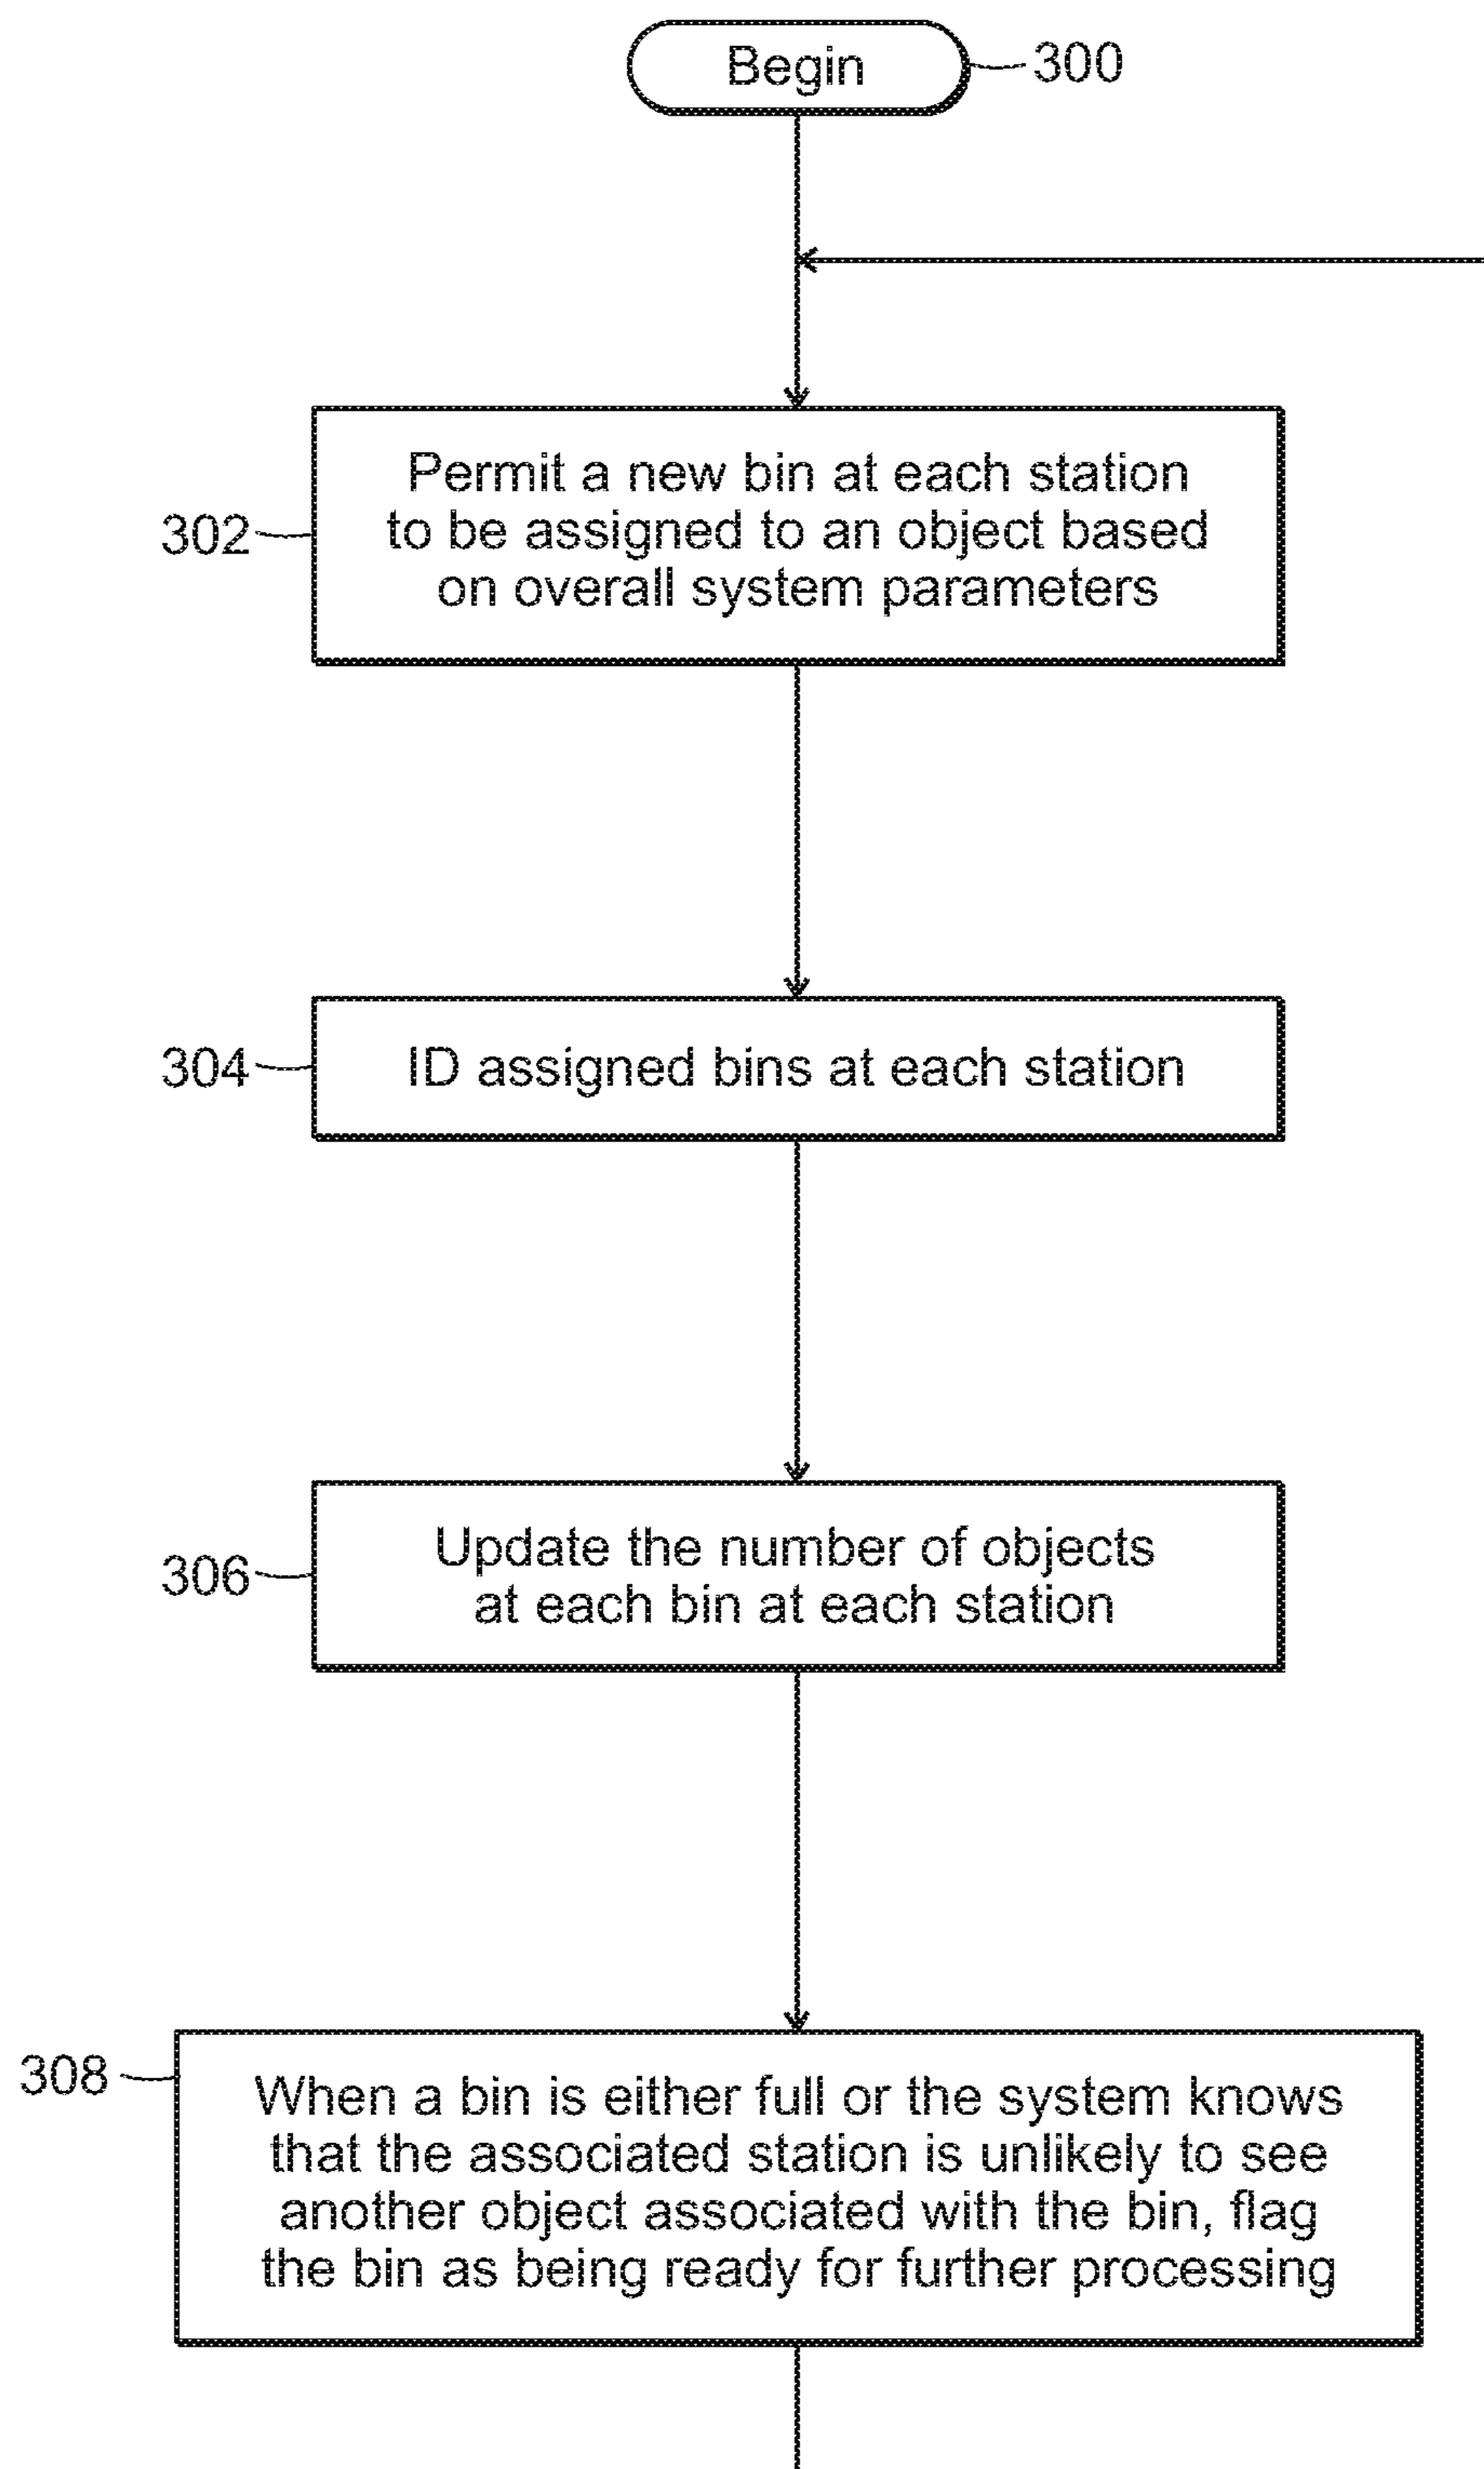 Begin
300
302
Permit a new bin at each station
to be assigned to an object based
on overall system parameters
304
ID assigned bins at each station
306
Update the number of objects
at each bin at each station
308
When a bin is either full or the system knows
that the associated station is unlikely to see
another object associated with the bin, flag
the bin as being ready for further processing